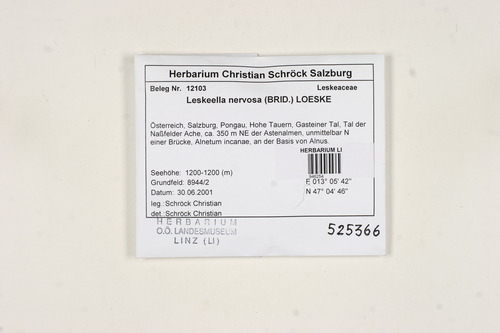 Herbarium Christian Schröck Salzburg
Beleg Nr. 12103 Leskeaceae
Leskeella nervosa (BRID.) LOESKE
Österreich, Salzburg, Pongau, Hohe Tauern, Gasteiner Tal, Tal der
Naßfelder Ache, ca. 350 m NE der Astenalmen, unmittelbar N
einer Brücke, Alnetum incanae, an der Basis von Alnus.
HERBARIUM LI
Seehöhe: 1200-1200 (m)
Grundfeld: 8944/2 E 013° 05' 42"
Datum: 30.06.2001 N 47° 04' 46"
leg.: Schröck Christian
det.: Schröck Christian
HERBARIUM
O.Ö. LANDESMUSEUM
LINZ (LI)
525366